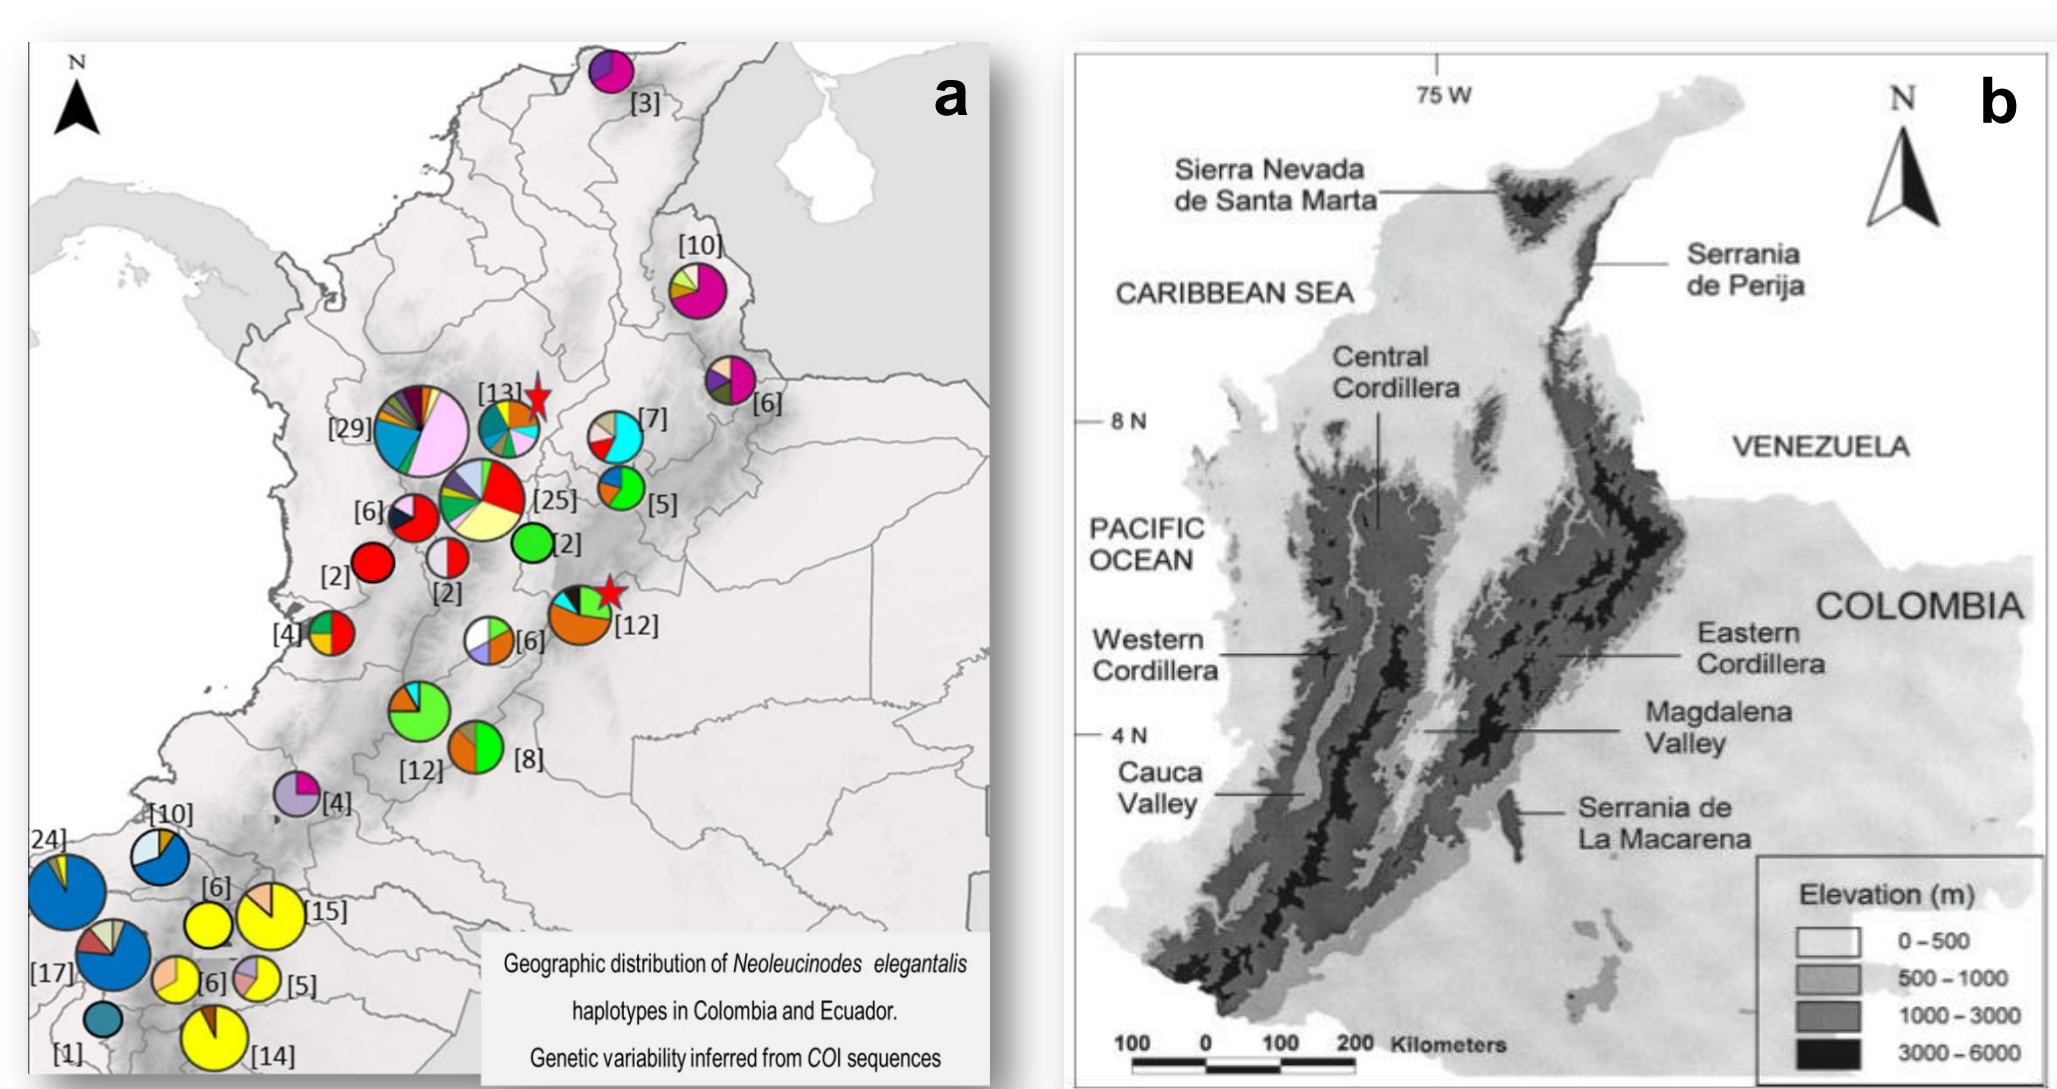 N
a
[3]
[10]
[6]
[13]
[29]
[7]
[5]
[25]
[6]
[2]
[2]
[2]
[12]
[4]
[6]
[12]
[8]
[4]
[10]
24]
[6]
[15]
[17]
[6]
[5]
[1]
[14]
Geographic distribution of Neoleucinodes elegantalis
haplotypes in Colombia and Ecuador.
Genetic variability inferred from COI sequences
b
75 W
N
Sierra Nevada
de Santa Marta
Serrania
de Perija
CARIBBEAN SEA
Central
Cordillera
8 N
VENEZUELA
PACIFIC
OCEAN
COLOMBIA
Western
Cordillera
Eastern
Cordillera
Magdalena
Valley
4 N
Cauca
Valley
Serrania de
La Macarena
Elevation (m)
0 – 500
500 – 1000
1000 – 3000
3000 – 6000
100 0 100 200 Kilometers